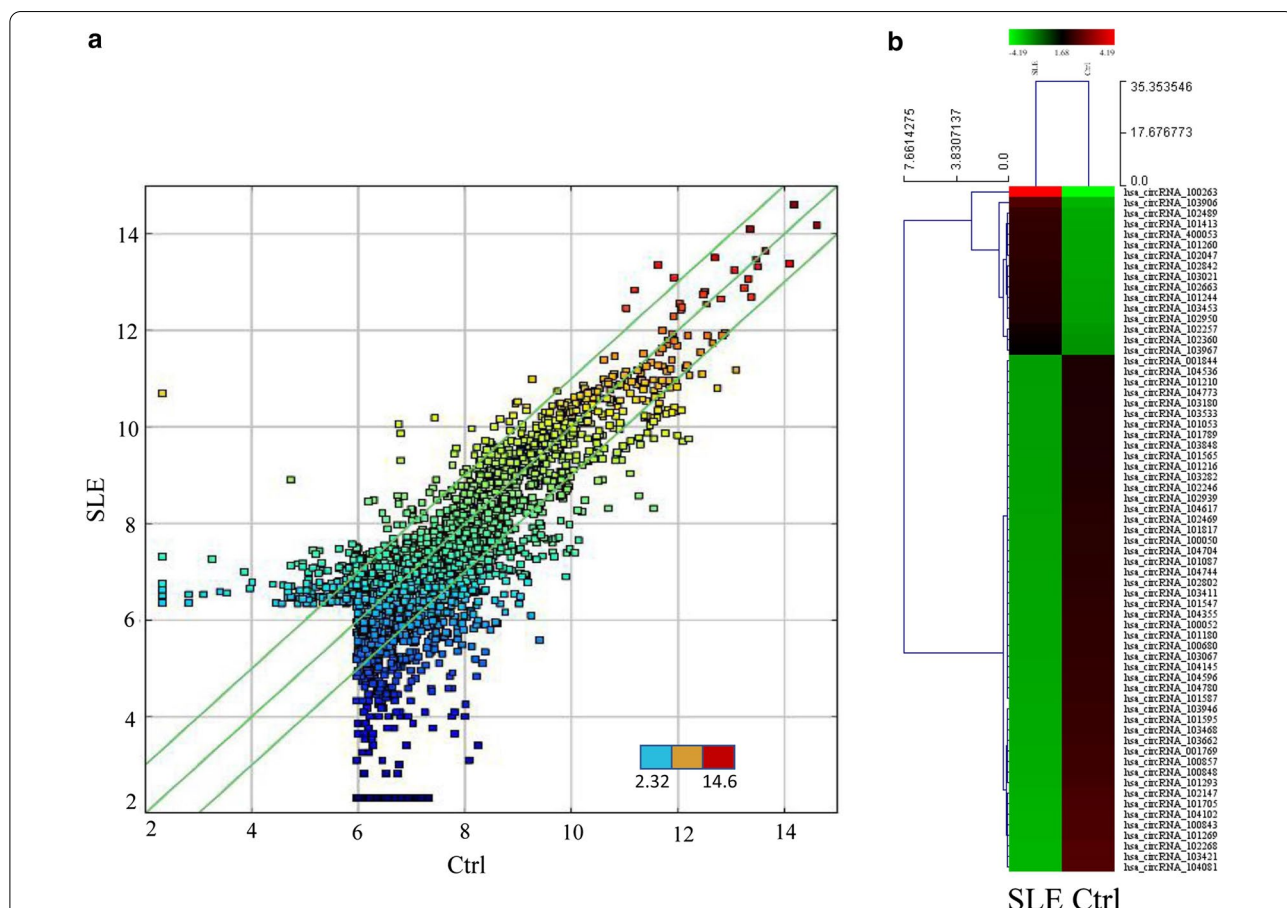 a
SLE
14
12
10
8
6
4
2
2 4 6 8 10 12 14
Ctrl
2.32 14.6
b
-4.19 1.68 4.19
SLE Ctrl
35.353546
17.676773
0.0
7.6614275 3.8307137 0.0
hsa_circRNA_100263
hsa_circRNA_103906
hsa_circRNA_102489
hsa_circRNA_101413
hsa_circRNA_400053
hsa_circRNA_101260
hsa_circRNA_102047
hsa_circRNA_102842
hsa_circRNA_103021
hsa_circRNA_102663
hsa_circRNA_101244
hsa_circRNA_103453
hsa_circRNA_102950
hsa_circRNA_102257
hsa_circRNA_102360
hsa_circRNA_103967
hsa_circRNA_001844
hsa_circRNA_104536
hsa_circRNA_101210
hsa_circRNA_104773
hsa_circRNA_103180
hsa_circRNA_103533
hsa_circRNA_101053
hsa_circRNA_101789
hsa_circRNA_103848
hsa_circRNA_101565
hsa_circRNA_101216
hsa_circRNA_103282
hsa_circRNA_102246
hsa_circRNA_102939
hsa_circRNA_104617
hsa_circRNA_102469
hsa_circRNA_101817
hsa_circRNA_100050
hsa_circRNA_104704
hsa_circRNA_101087
hsa_circRNA_104744
hsa_circRNA_102802
hsa_circRNA_103411
hsa_circRNA_101547
hsa_circRNA_104355
hsa_circRNA_100052
hsa_circRNA_101180
hsa_circRNA_100680
hsa_circRNA_103067
hsa_circRNA_104145
hsa_circRNA_104596
hsa_circRNA_104780
hsa_circRNA_101587
hsa_circRNA_103946
hsa_circRNA_101595
hsa_circRNA_103468
hsa_circRNA_103662
hsa_circRNA_001769
hsa_circRNA_100857
hsa_circRNA_100848
hsa_circRNA_101293
hsa_circRNA_102147
hsa_circRNA_101705
hsa_circRNA_104102
hsa_circRNA_100843
hsa_circRNA_101269
hsa_circRNA_102268
hsa_circRNA_103421
hsa_circRNA_104081
SLE Ctrl